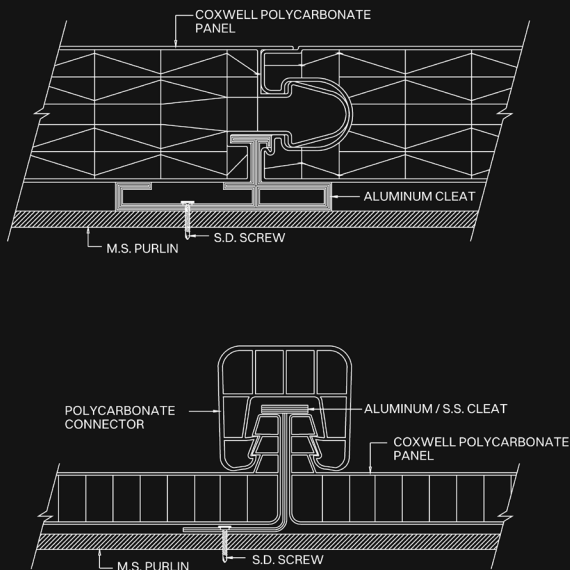 COXWELL POLYCARBONATE
PANEL
ALUMINUM CLEAT
S.D. SCREW
M.S. PURLIN
POLYCARBONATE
CONNECTOR
ALUMINUM / S.S. CLEAT
COXWELL POLYCARBONATE
PANEL
S.D. SCREW
M.S. PURLIN